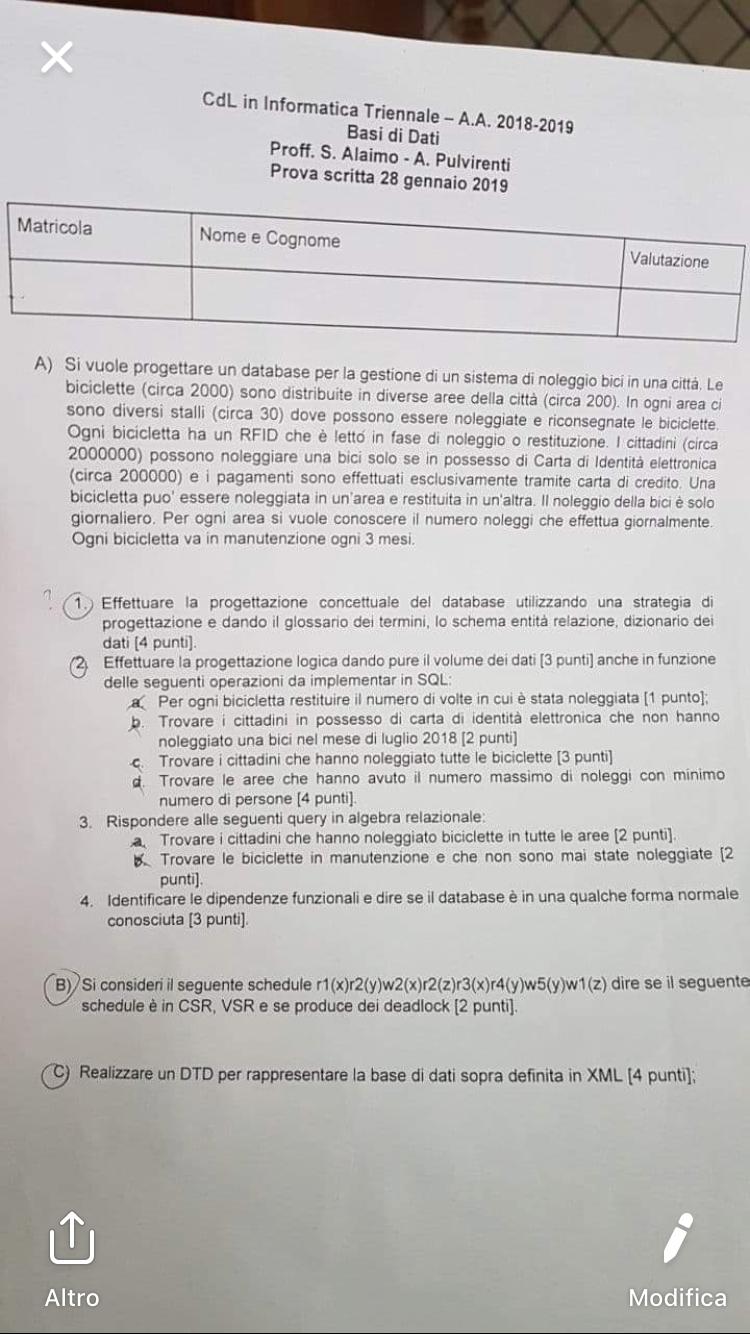 CdL in Informatica Triennale – A.A. 2018-2019
Basi di Dati
Proff. S. Alaimo - A. Pulvirenti
Prova scritta 28 gennaio 2019
Matricola
Nome e Cognome
Valutazione
A) Si vuole progettare un database per la gestione di un sistema di noleggio bici in una città. Le
biciclette (circa 2000) sono distribuite in diverse aree della città (circa 200). In ogni area ci
sono diversi stalli (circa 30) dove possono essere noleggiate e riconsegnate le biciclette.
Ogni bicicletta ha un RFID che è letto in fase di noleggio o restituzione. I cittadini (circa
2000000) possono noleggiare una bici solo se in possesso di Carta di Identità elettronica
(circa 200000) e i pagamenti sono effettuati esclusivamente tramite carta di credito. Una
bicicletta puo' essere noleggiata in un'area e restituita in un'altra. Il noleggio della bici è solo
giornaliero. Per ogni area si vuole conoscere il numero noleggi che effettua giornalmente.
Ogni bicicletta va in manutenzione ogni 3 mesi.
? 1. Effettuare la progettazione concettuale del database utilizzando una strategia di
progettazione e dando il glossario dei termini, lo schema entità relazione, dizionario dei
dati [4 punti].
2. Effettuare la progettazione logica dando pure il volume dei dati [3 punti] anche in funzione
delle seguenti operazioni da implementar in SQL:
a. Per ogni bicicletta restituire il numero di volte in cui è stata noleggiata [1 punto];
b. Trovare i cittadini in possesso di carta di identità elettronica che non hanno
noleggiato una bici nel mese di luglio 2018 [2 punti]
c. Trovare i cittadini che hanno noleggiato tutte le biciclette [3 punti]
d. Trovare le aree che hanno avuto il numero massimo di noleggi con minimo
numero di persone [4 punti].
3. Rispondere alle seguenti query in algebra relazionale:
a. Trovare i cittadini che hanno noleggiato biciclette in tutte le aree [2 punti].
b. Trovare le biciclette in manutenzione e che non sono mai state noleggiate [2
punti].
4. Identificare le dipendenze funzionali e dire se il database è in una qualche forma normale
conosciuta [3 punti].
B) Si consideri il seguente schedule r1(x)r2(y)w2(x)r2(z)r3(x)r4(y)w5(y)w1(z) dire se il seguente
schedule è in CSR, VSR e se produce dei deadlock [2 punti].
C) Realizzare un DTD per rappresentare la base di dati sopra definita in XML [4 punti];
Altro
Modifica